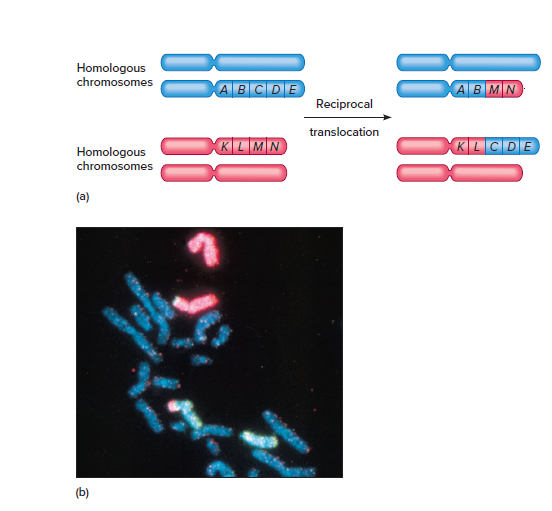 Homologous
chromosomes
A B C D E
A B M N
Reciprocal
translocation
Homologous
chromosomes
K L M N
K L C D E
(a)
(b)